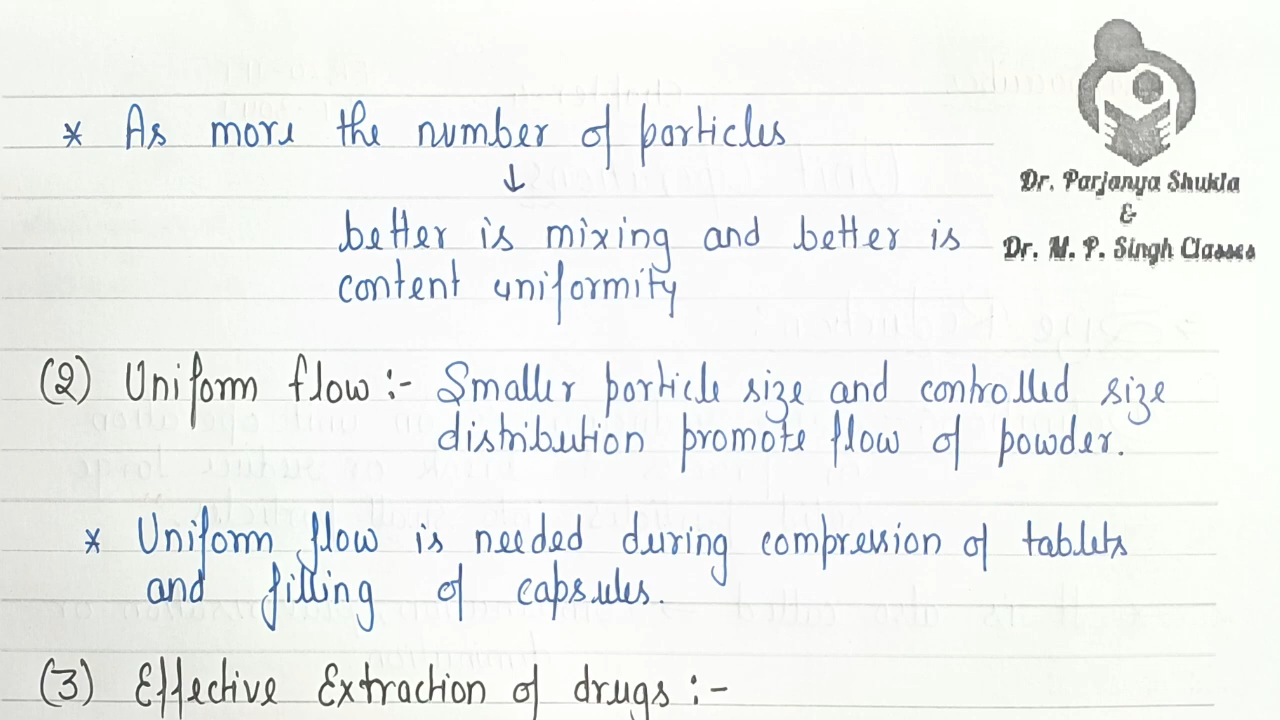 * As more the number of particles
↓
better is mixing and better is
content uniformity
Dr. Parjanya Shukla
&
Dr. M. P. Singh Classes
(2) Uniform flow :- Smaller particle size and controlled size
distribution promote flow of powder.
* Uniform flow is needed during compression of tablets
and filling of capsules.
(3) Effective Extraction of drugs :-